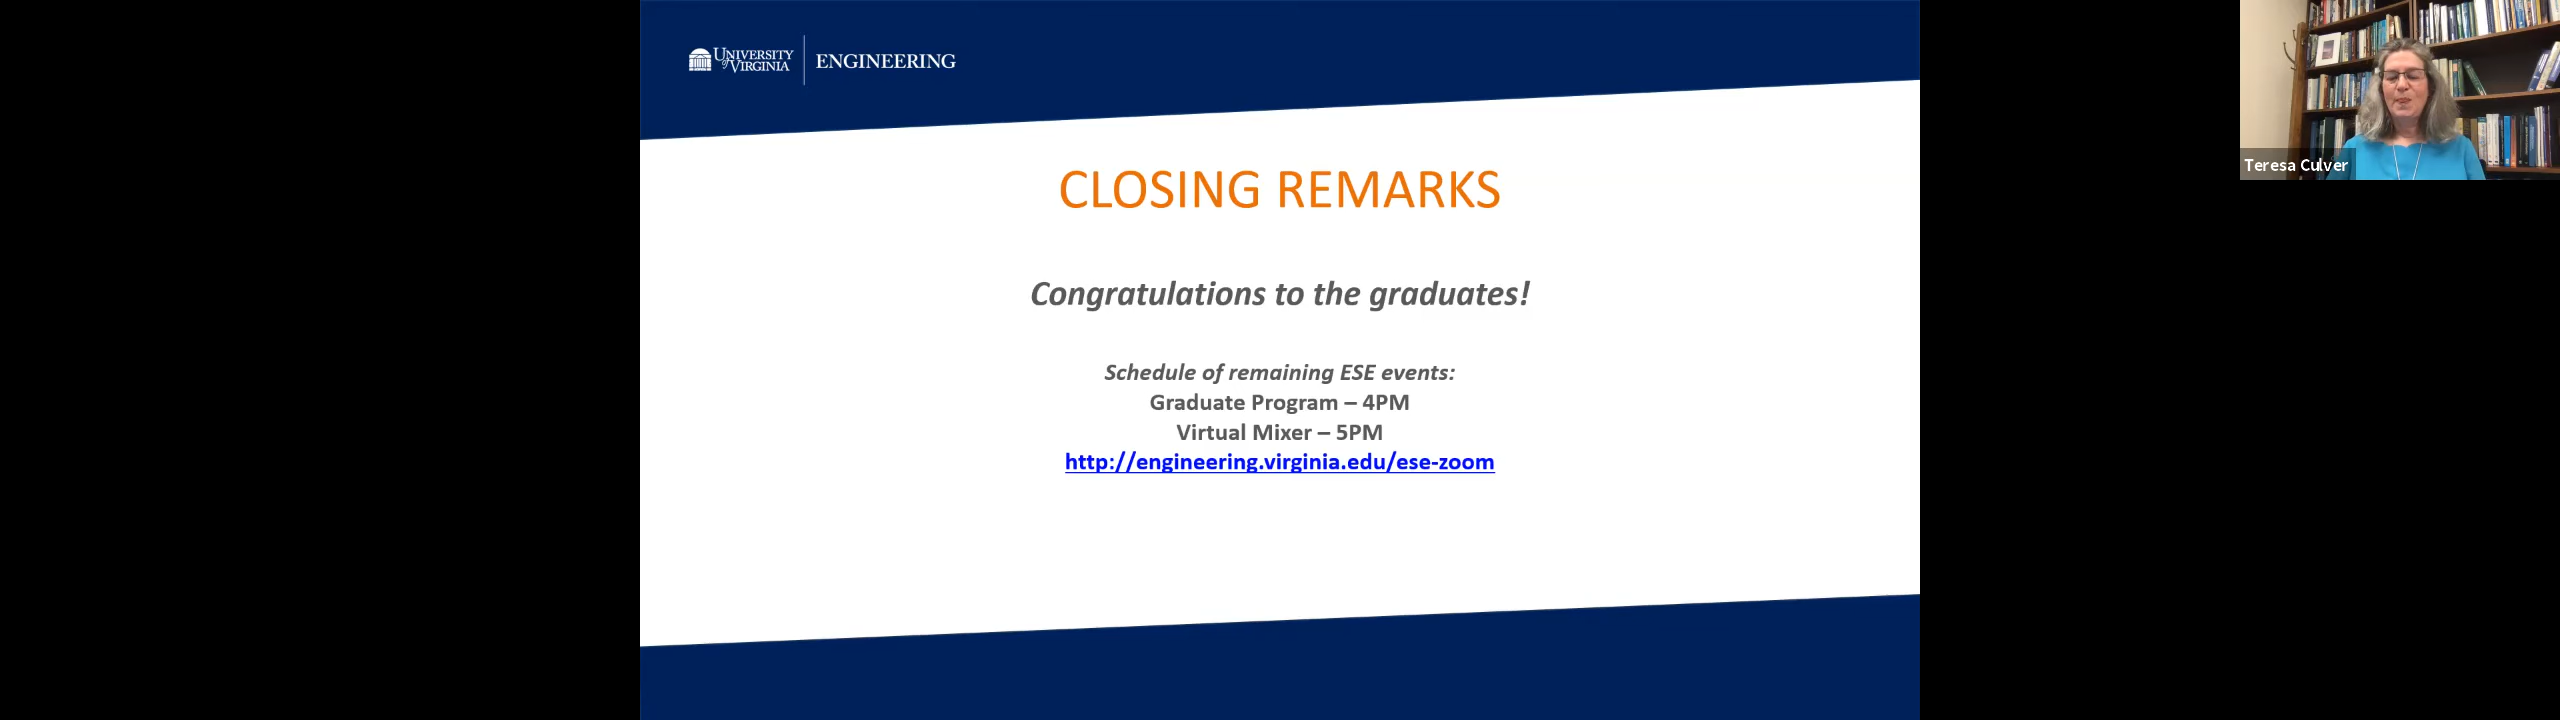 UNIVERSITY of VIRGINIA
ENGINEERING
CLOSING REMARKS
Congratulations to the graduates!
Schedule of remaining ESE events:
Graduate Program – 4PM
Virtual Mixer – 5PM
http://engineering.virginia.edu/ese-zoom
Teresa Culver